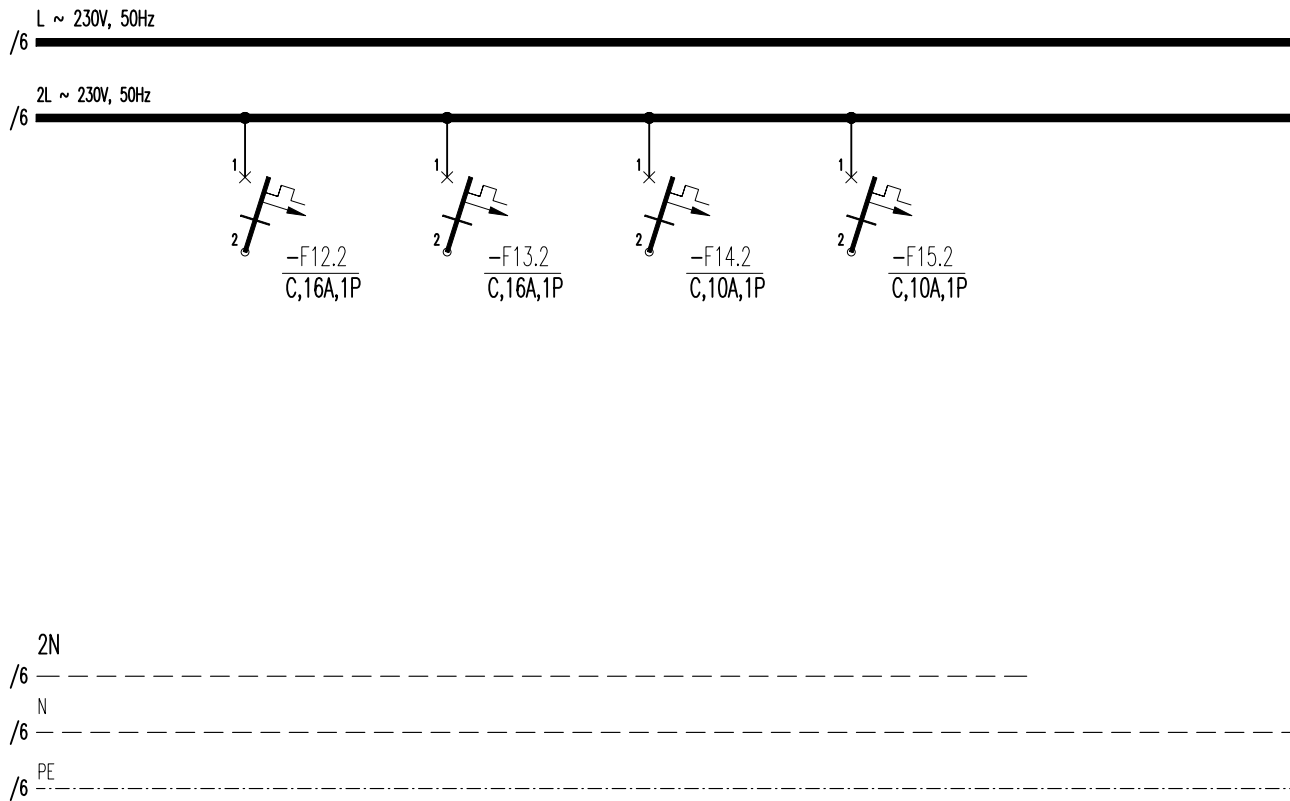 L ~ 230V, 50Hz
/6
2L ~ 230V, 50Hz
/6
1 1 1 1
2 2 2 2
-F12.2 -F13.2 -F14.2 -F15.2
C,16A,1P C,16A,1P C,10A,1P C,10A,1P
2N
/6
N
/6
PE
/6